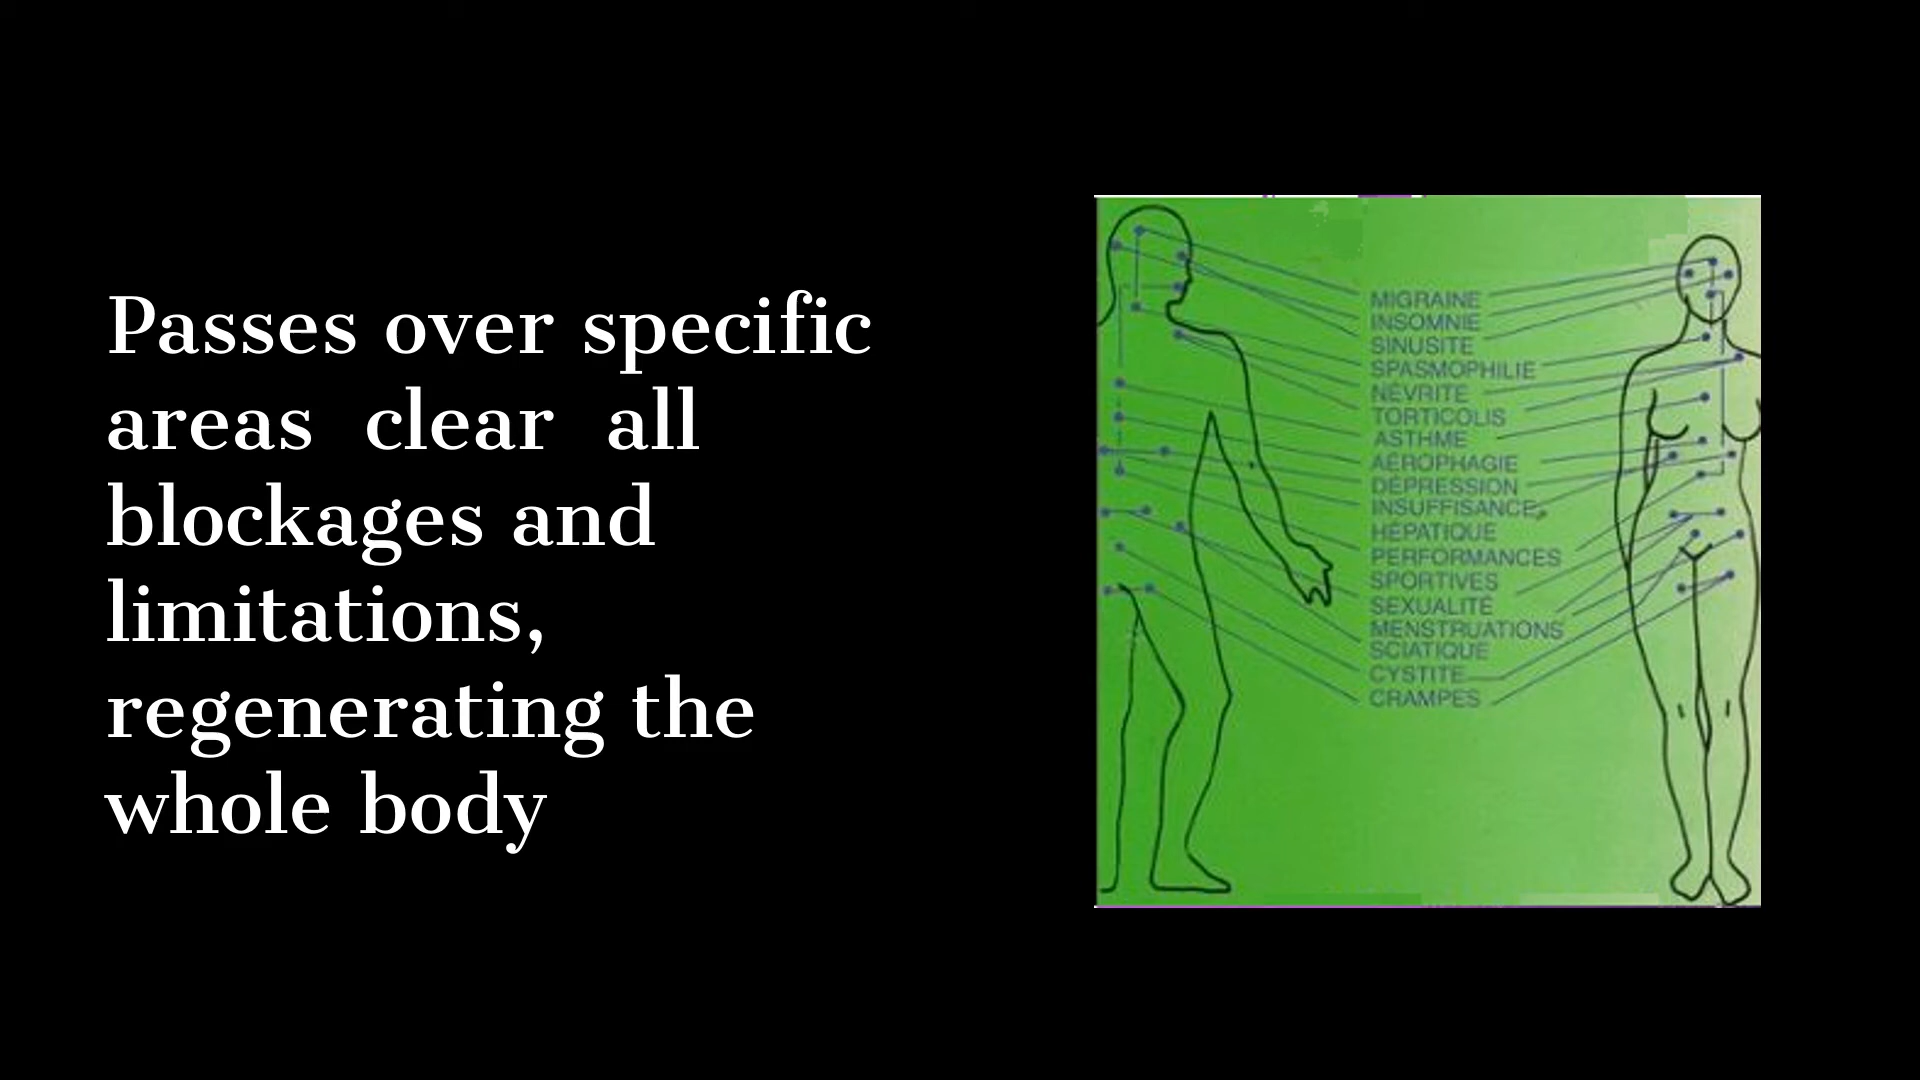 Passes over specific
areas clear all
blockages and
limitations,
regenerating the
whole body
MIGRAINE
INSOMNIE
SINUSITE
SPASMOPHILIE
NÉVRITE
TORTICOLIS
ASTHME
AÉROPHAGIE
DÉPRESSION
INSUFFISANCE
HÉPATIQUE
PERFORMANCES
SPORTIVES
SEXUALITÉ
MENSTRUATIONS
SCIATIQUE
CYSTITE
CRAMPES